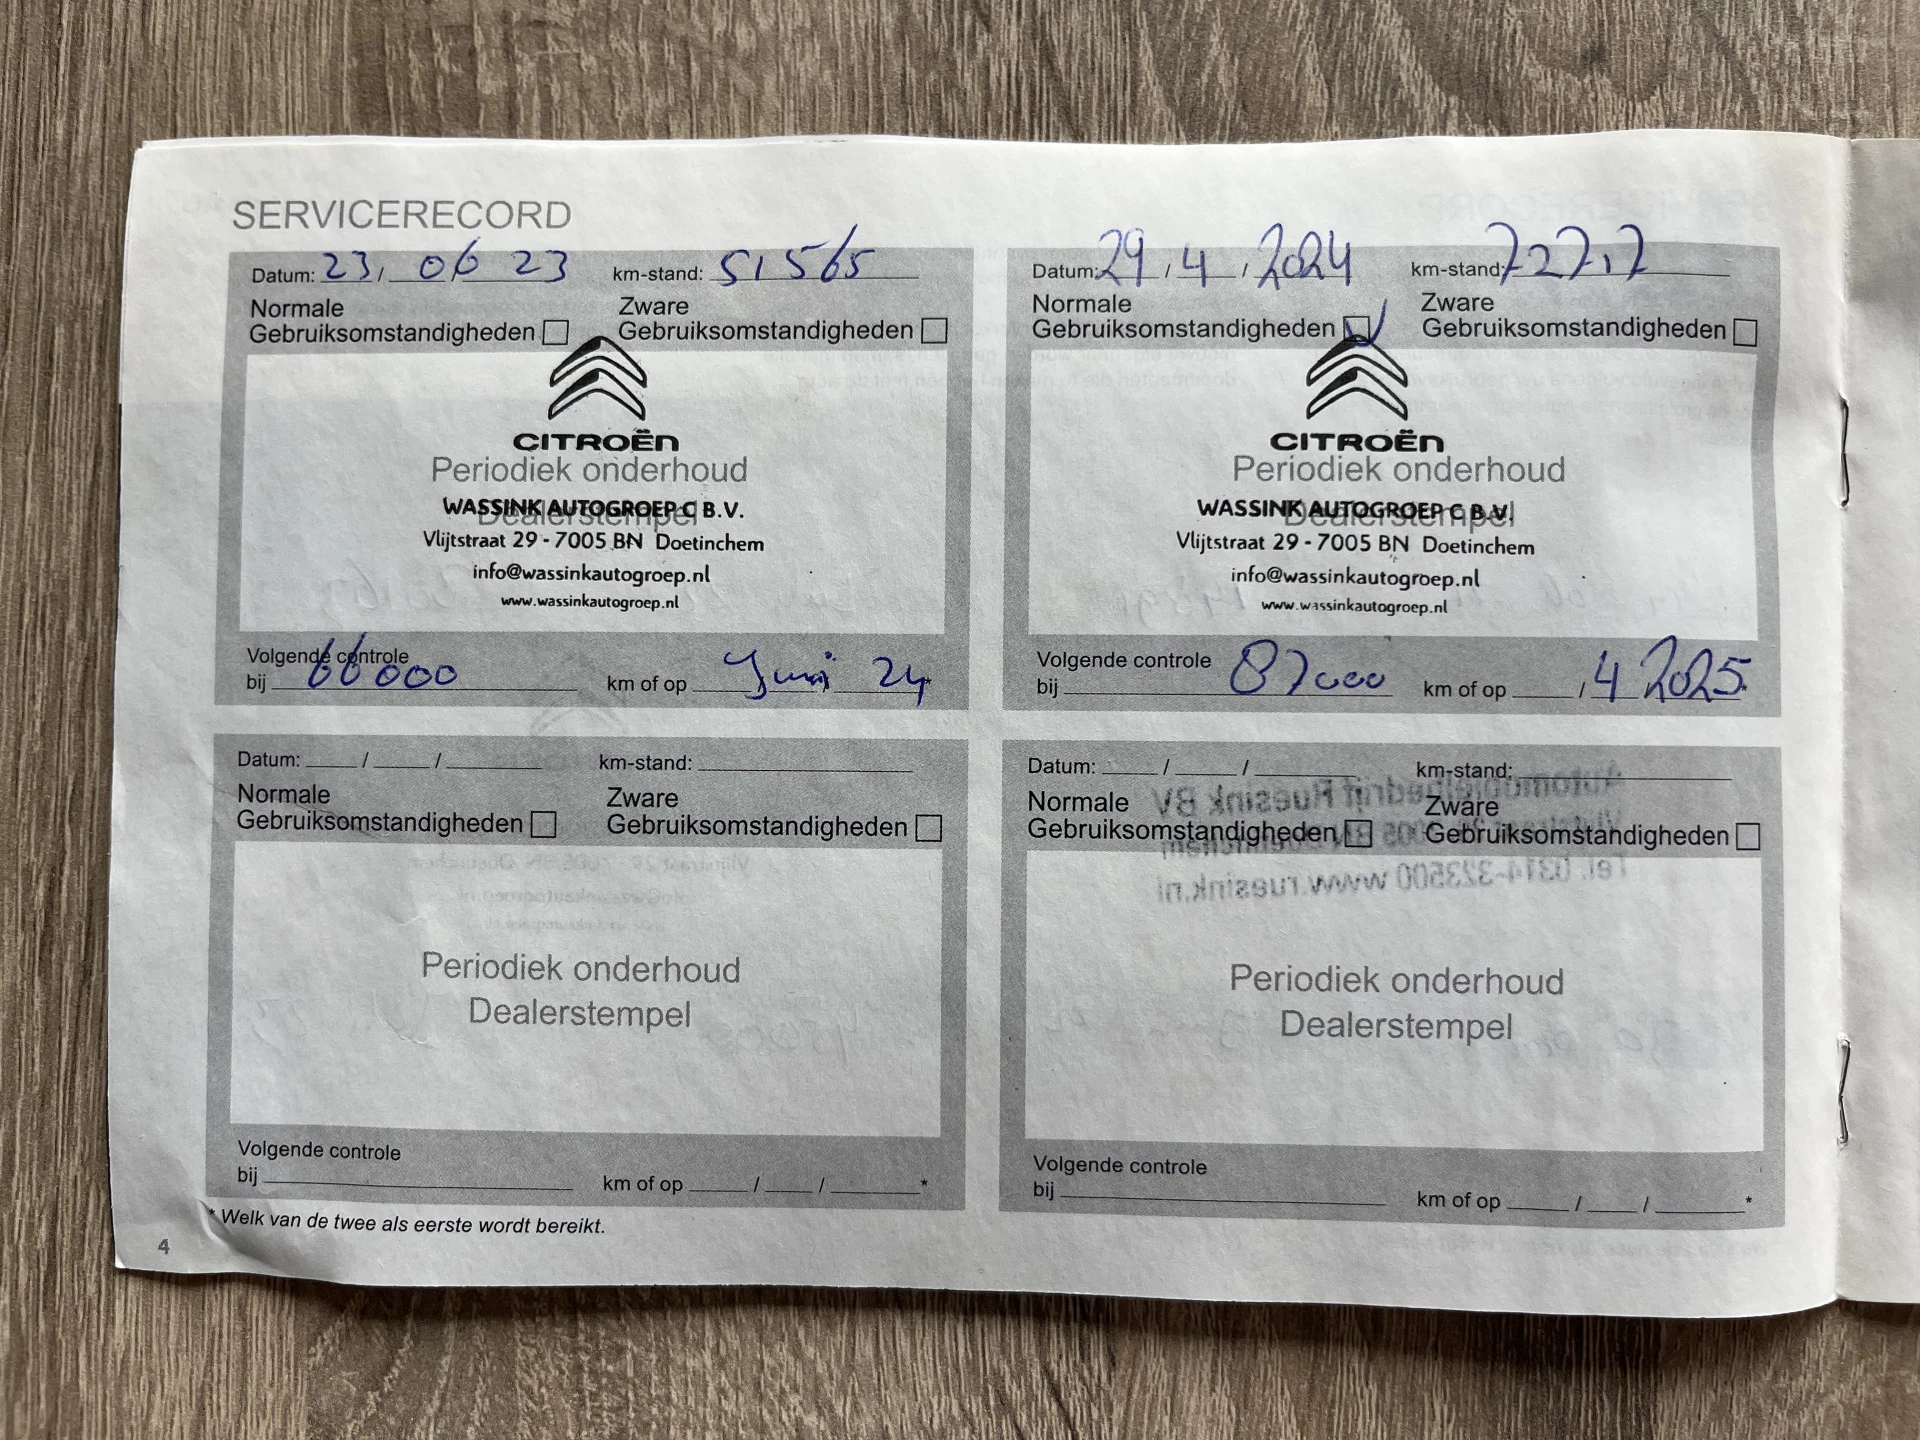 SERVICERECORD
Datum: 23 / 06 23 km-stand: 51565
Normale Zware
Gebruiksomstandigheden Gebruiksomstandigheden
CITROËN
Periodiek onderhoud
Dealerstempel
WASSINK AUTOGROEP C B.V.
Vlijtstraat 29 - 7005 BN Doetinchem
info@wassinkautogroep.nl
www.wassinkautogroep.nl
Volgende controle
bij 66000 km of op Juni 24 *
Datum: 29 / 4 / 2024 km-stand:
Normale Zware
Gebruiksomstandigheden Gebruiksomstandigheden
CITROËN
Periodiek onderhoud
Dealerstempel
WASSINK AUTOGROEP C B.V.
Vlijtstraat 29 - 7005 BN Doetinchem
info@wassinkautogroep.nl
www.wassinkautogroep.nl
Volgende controle
bij 87000 km of op / 4 2025 *
Datum: / / km-stand:
Normale Zware
Gebruiksomstandigheden Gebruiksomstandigheden
Periodiek onderhoud
Dealerstempel
Volgende controle
bij km of op / / *
Datum: / / km-stand:
Normale Zware
Gebruiksomstandigheden Gebruiksomstandigheden
Periodiek onderhoud
Dealerstempel
Volgende controle
bij km of op / / *
* Welk van de twee als eerste wordt bereikt.
4